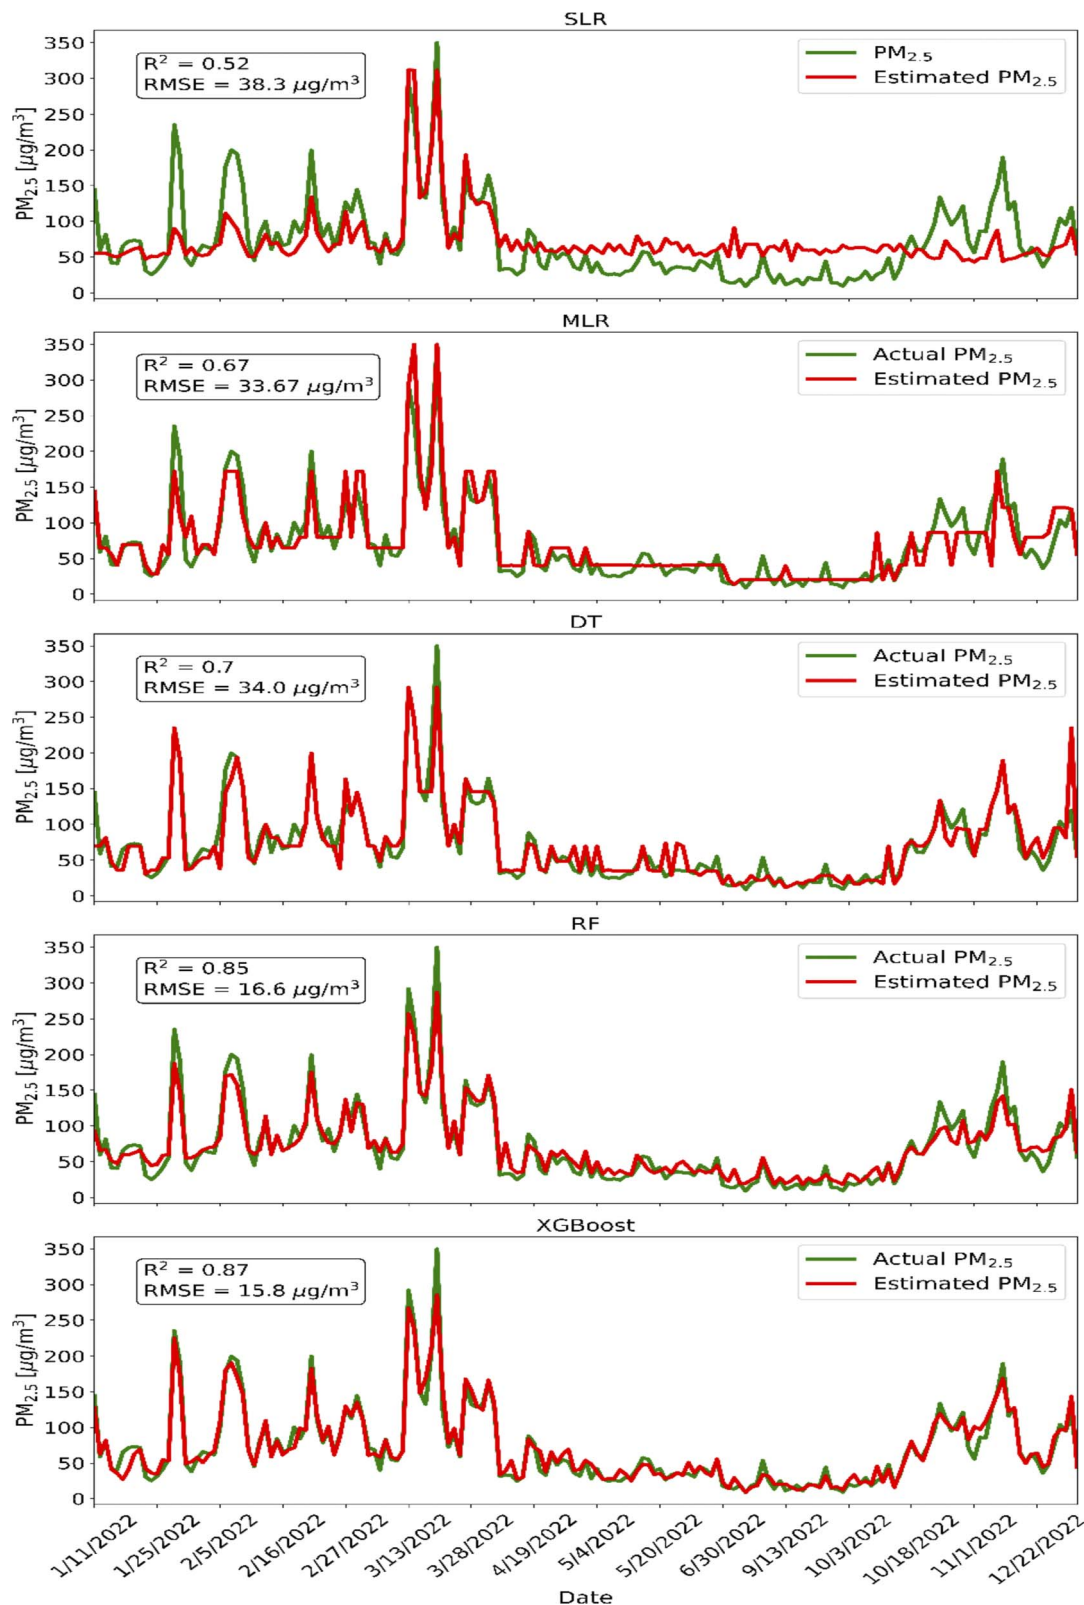 SLR
R² = 0.52
RMSE = 38.3 μg/m³
PM₂.₅
Estimated PM₂.₅
PM₂.₅ [μg/m³]
350
300
250
200
150
100
50
0
MLR
R² = 0.67
RMSE = 33.67 μg/m³
Actual PM₂.₅
Estimated PM₂.₅
PM₂.₅ [μg/m³]
350
300
250
200
150
100
50
0
DT
R² = 0.7
RMSE = 34.0 μg/m³
Actual PM₂.₅
Estimated PM₂.₅
PM₂.₅ [μg/m³]
350
300
250
200
150
100
50
0
RF
R² = 0.85
RMSE = 16.6 μg/m³
Actual PM₂.₅
Estimated PM₂.₅
PM₂.₅ [μg/m³]
350
300
250
200
150
100
50
0
XGBoost
R² = 0.87
RMSE = 15.8 μg/m³
Actual PM₂.₅
Estimated PM₂.₅
PM₂.₅ [μg/m³]
350
300
250
200
150
100
50
0
1/11/2022
1/25/2022
2/5/2022
2/16/2022
2/27/2022
3/13/2022
3/28/2022
4/19/2022
5/4/2022
5/20/2022
6/30/2022
9/13/2022
10/3/2022
10/18/2022
11/1/2022
12/22/2022
Date